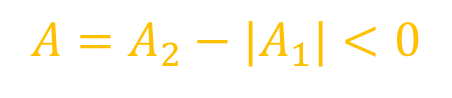 A = A₂ − |A₁| < 0